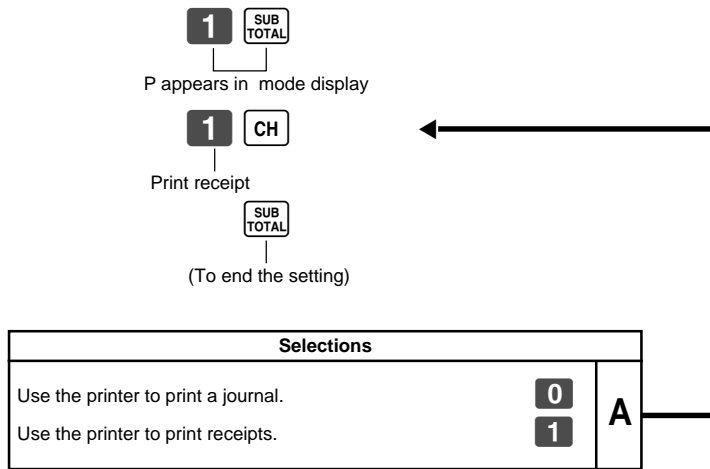 1 SUB TOTAL
P appears in mode display
1 CH
Print receipt
SUB TOTAL
(To end the setting)
Selections
Use the printer to print a journal. 0
Use the printer to print receipts. 1
A